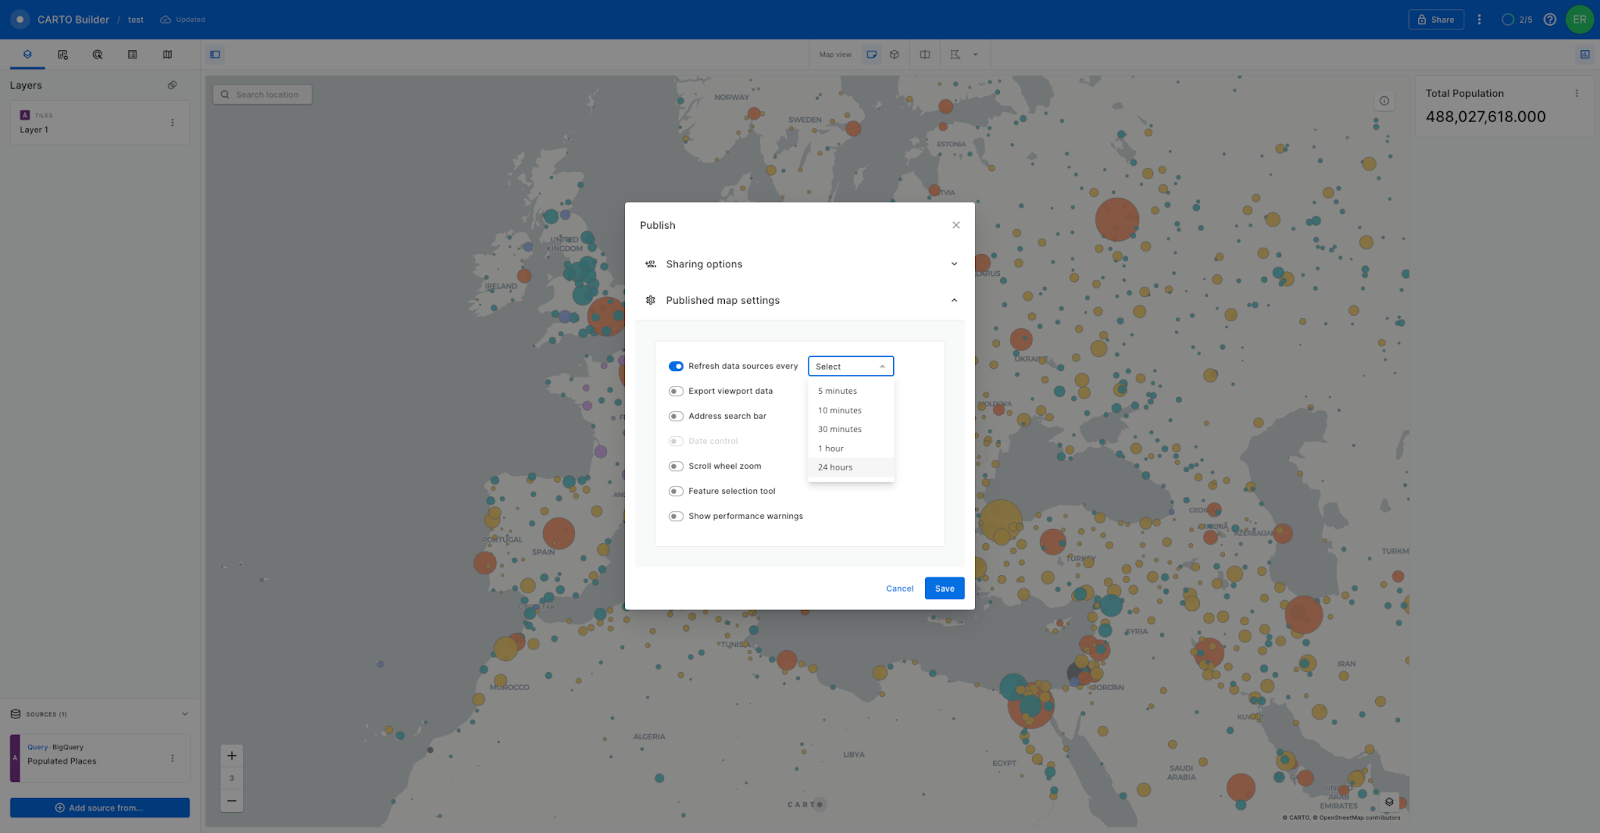 CARTO Builder / test Updated
Share 2/5 ER
Map view
Layers
TILES
Layer 1
Search location
Total Population
488,027,618.000
NORWAY
SWEDEN
ESTONIA
UNITED KINGDOM
IRELAND
UKRAINE
MOLDOVA
PORTUGAL
SPAIN
GEORGIA
AZERBAIJAN
TURKEY
TURKM
GIBRALTAR
TUNISIA
SYRIA
IRAN
MOROCCO
JORDAN
ALGERIA
LIBYA
EGYPT
SAUDI ARABIA
UNITED ARAB EMIRATES
Publish
Sharing options
Published map settings
Refresh data sources every Select
Export viewport data
Address search bar
Date control
Scroll wheel zoom
Feature selection tool
Show performance warnings
5 minutes
10 minutes
30 minutes
1 hour
24 hours
Cancel Save
SOURCES (1)
A
Query · BigQuery
Populated Places
Add source from...
3
CARTO
© CARTO, © OpenStreetMap contributors